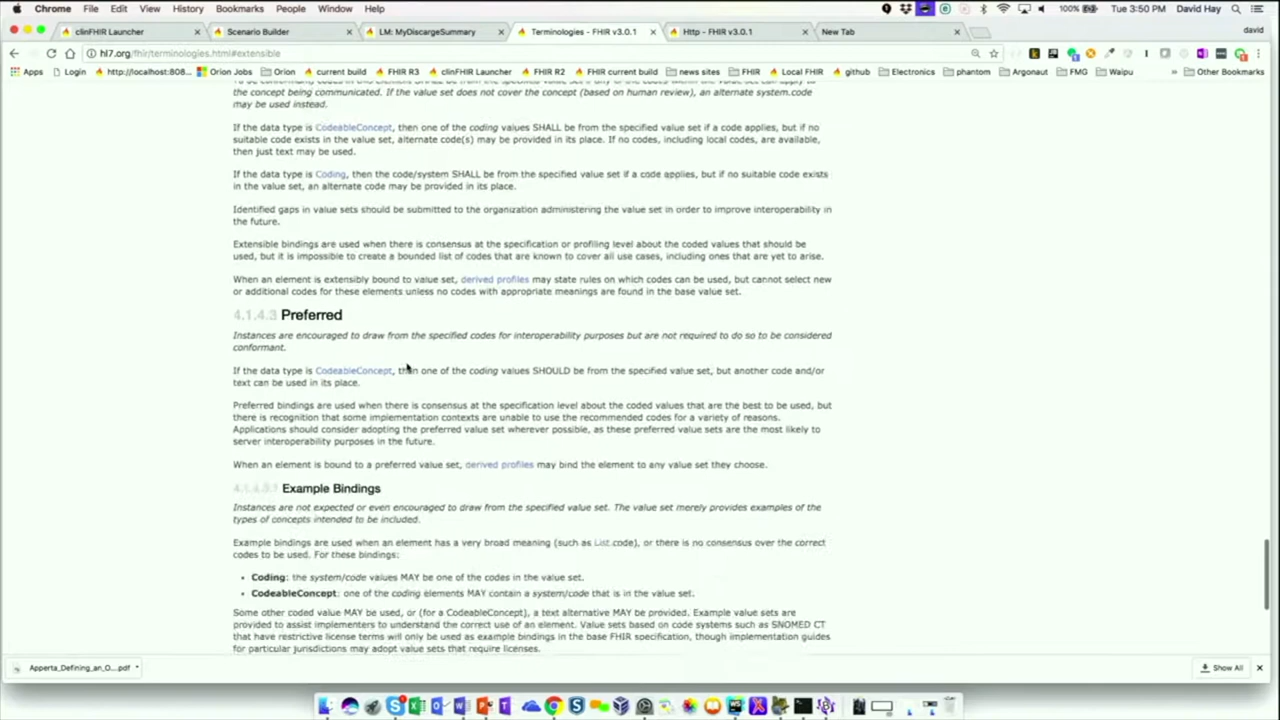 Chrome File Edit View History Bookmarks People Window Help 100% Tue 3:50 PM David Hay
clinFHIR Launcher Scenario Builder LM: MyDiscargeSummary Terminologies - FHIR v3.0.1 Http - FHIR v3.0.1 New Tab david
hl7.org/fhir/terminologies.html#extensible
Apps Login http://localhost:808... Orion Jobs Orion current build FHIR R3 clinFHIR Launcher FHIR R2 FHIR current build news sites FHIR Local FHIR github Electronics phantom Argonaut FMG Waipu » Other Bookmarks
the concept being communicated. If the value set does not cover the concept (based on human review), an alternate system.code
may be used instead.
If the data type is CodeableConcept, then one of the coding values SHALL be from the specified value set if a code applies, but if no
suitable code exists in the value set, alternate code(s) may be provided in its place. If no codes, including local codes, are available,
then just text may be used.
If the data type is Coding, then the code/system SHALL be from the specified value set if a code applies, but if no suitable code exists
in the value set, an alternate code may be provided in its place.
Identified gaps in value sets should be submitted to the organization administering the value set in order to improve interoperability in
the future.
Extensible bindings are used when there is consensus at the specification or profiling level about the coded values that should be
used, but it is impossible to create a bounded list of codes that are known to cover all use cases, including ones that are yet to arise.
When an element is extensibly bound to value set, derived profiles may state rules on which codes can be used, but cannot select new
or additional codes for these elements unless no codes with appropriate meanings are found in the base value set.
4.1.4.3 Preferred
Instances are encouraged to draw from the specified codes for interoperability purposes but are not required to do so to be considered
conformant.
If the data type is CodeableConcept, then one of the coding values SHOULD be from the specified value set, but another code and/or
text can be used in its place.
Preferred bindings are used when there is consensus at the specification level about the coded values that are the best to be used, but
there is recognition that some implementation contexts are unable to use the recommended codes for a variety of reasons.
Applications should consider adopting the preferred value set wherever possible, as these preferred value sets are the most likely to
server interoperability purposes in the future.
When an element is bound to a preferred value set, derived profiles may bind the element to any value set they choose.
Example Bindings
Instances are not expected or even encouraged to draw from the specified value set. The value set merely provides examples of the
types of concepts intended to be included.
Example bindings are used when an element has a very broad meaning (such as List.code), or there is no consensus over the correct
codes to be used. For these bindings:
• Coding: the system/code values MAY be one of the codes in the value set.
• CodeableConcept: one of the coding elements MAY contain a system/code that is in the value set.
Some other coded value MAY be used, or (for a CodeableConcept), a text alternative MAY be provided. Example value sets are
provided to assist implementers to understand the correct use of an element. Value sets based on code systems such as SNOMED CT
that have restrictive license terms will only be used as example bindings in the base FHIR specification, though implementation guides
for particular jurisdictions may adopt value sets that require licenses.
Apperta_Defining_an_O....pdf Show All